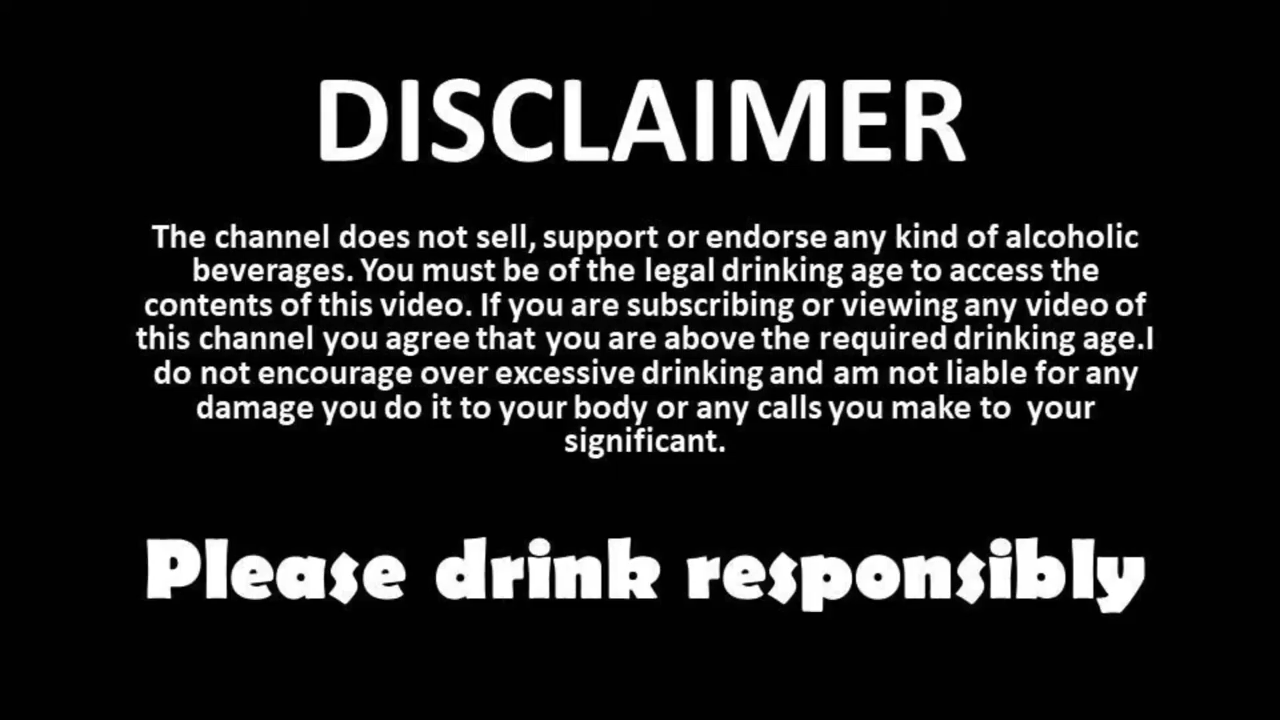 DISCLAIMER
The channel does not sell, support or endorse any kind of alcoholic
beverages. You must be of the legal drinking age to access the
contents of this video. If you are subscribing or viewing any video of
this channel you agree that you are above the required drinking age.I
do not encourage over excessive drinking and am not liable for any
damage you do it to your body or any calls you make to your
significant.
Please drink responsibly